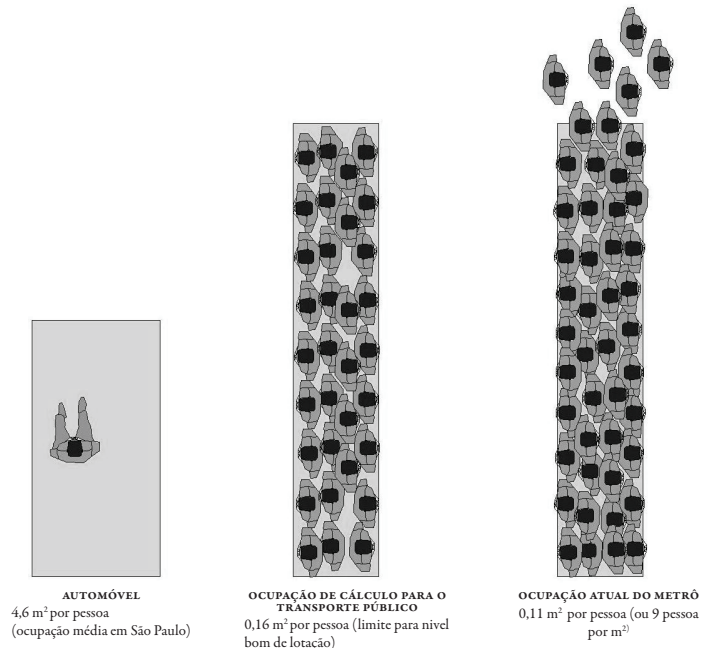 AUTOMÓVEL
4,6 m² por pessoa
(ocupação média em São Paulo)
OCUPAÇÃO DE CÁLCULO PARA O
TRANSPORTE PÚBLICO
0,16 m² por pessoa (limite para nivel
bom de lotação)
OCUPAÇÃO ATUAL DO METRÔ
0,11 m² por pessoa (ou 9 pessoa
por m²⁾